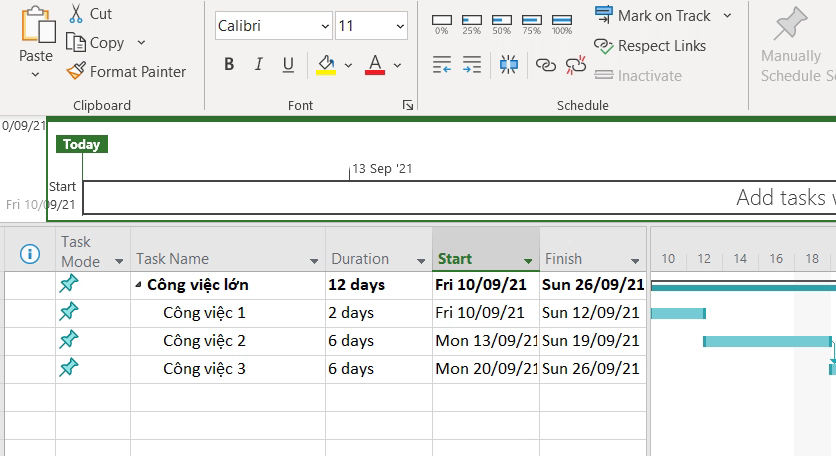 Cut
Copy
Paste
Format Painter
Clipboard
Calibri 11
B I U A
Font
0% 25% 50% 75% 100%
Mark on Track
Respect Links
Inactivate
Schedule
Manually
Schedule S
0/09/21
Today
13 Sep '21
Start
Fri 10/09/21
Add tasks w
Task Mode Task Name Duration Start Finish 10 12 14 16 18
Công việc lớn 12 days Fri 10/09/21 Sun 26/09/21
Công việc 1 2 days Fri 10/09/21 Sun 12/09/21
Công việc 2 6 days Mon 13/09/21 Sun 19/09/21
Công việc 3 6 days Mon 20/09/21 Sun 26/09/21